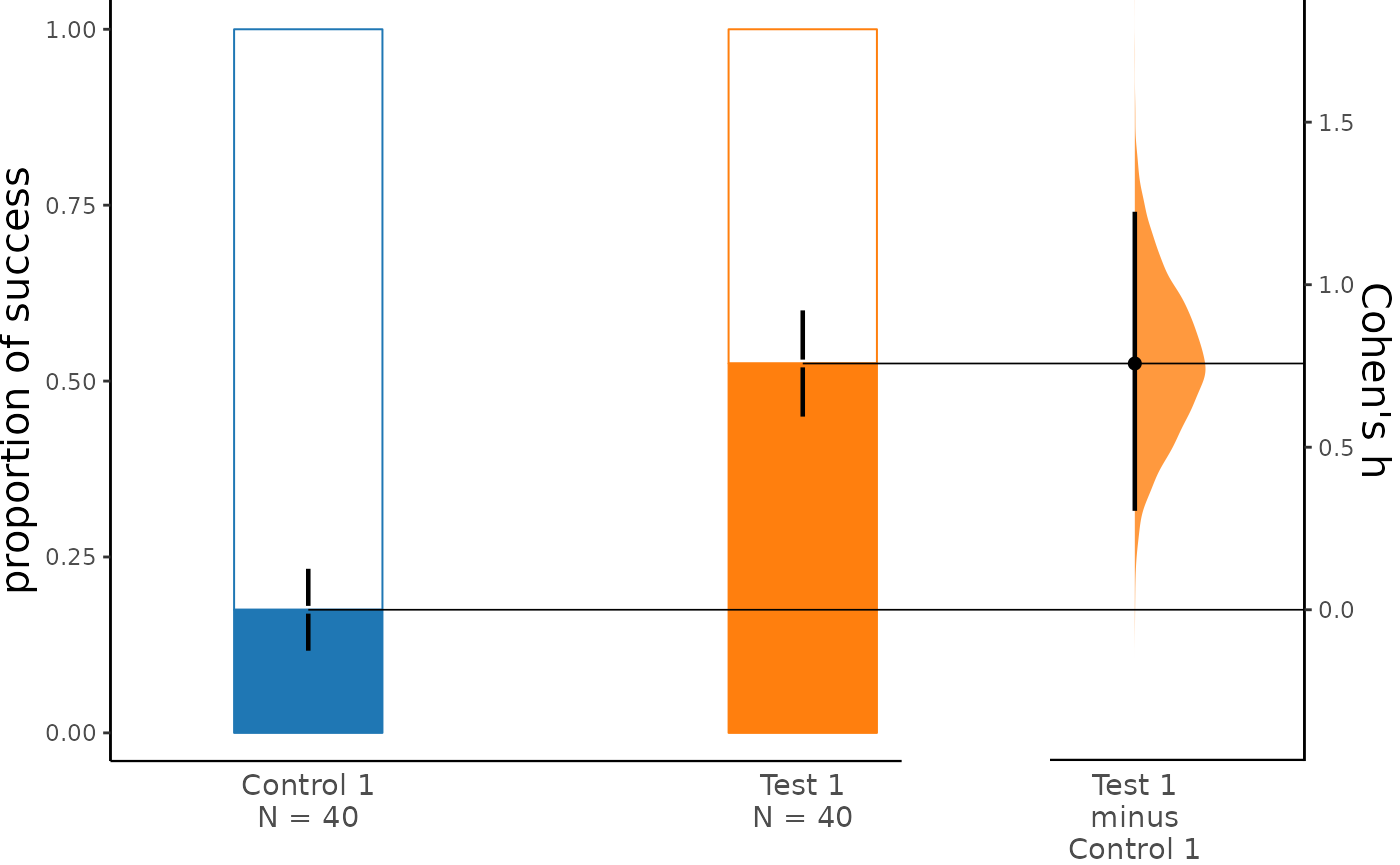 proportion of success
1.00
0.75
0.50
0.25
0.00
Control 1
N = 40
Test 1
N = 40
Test 1
minus
Control 1
1.5
1.0
0.5
0.0
Cohen's h